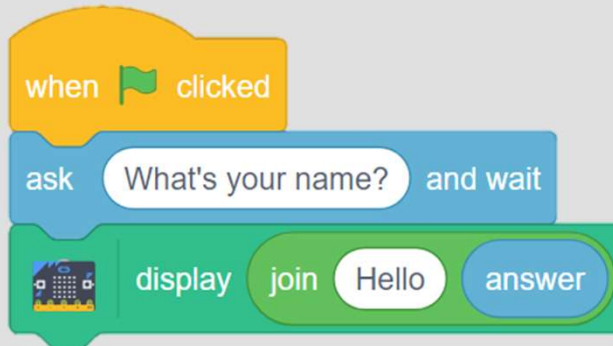 when clicked
ask What's your name? and wait
display join Hello answer